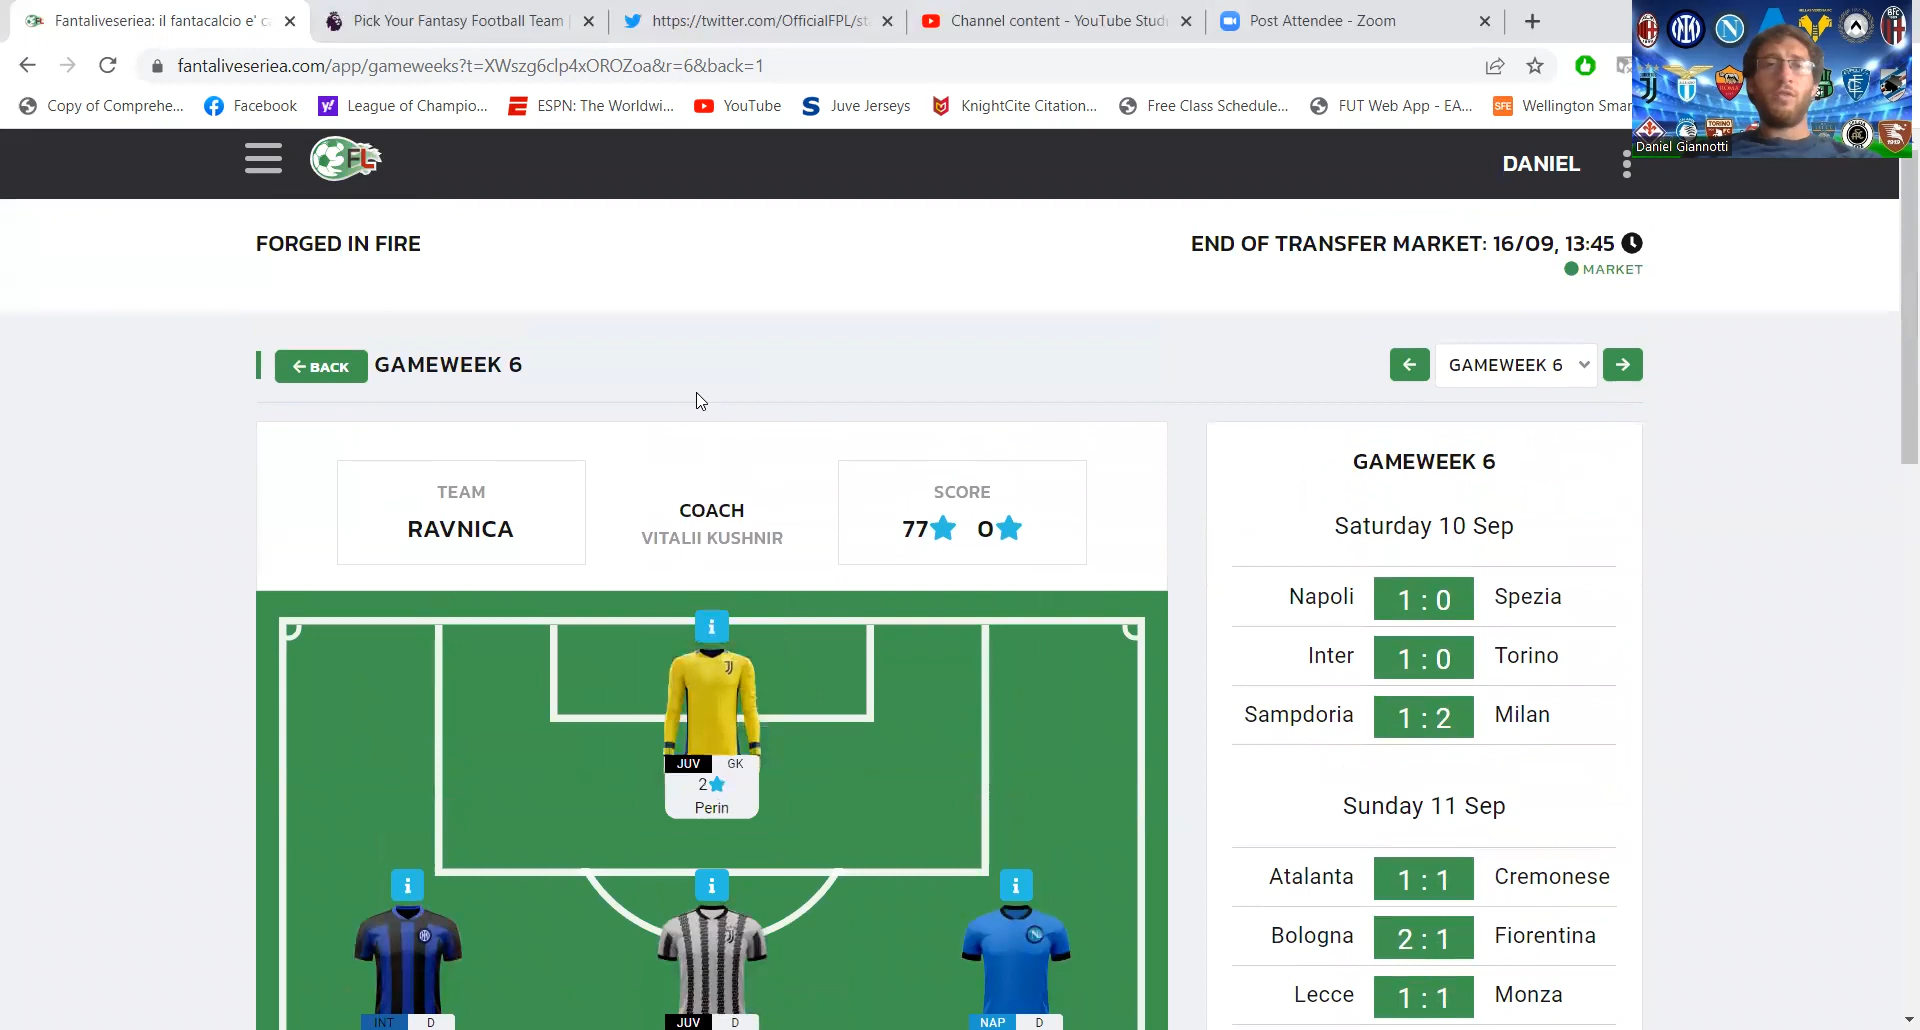 Fantaliveseriea: il fantacalcio e' c
Pick Your Fantasy Football Team
https://twitter.com/OfficialFPL/st
Channel content - YouTube Stud
Post Attendee - Zoom
fantaliveseriea.com/app/gameweeks?t=XWszg6clp4xOROZoa&r=6&back=1
Copy of Comprehe...
Facebook
League of Champio...
ESPN: The Worldwi...
YouTube
Juve Jerseys
KnightCite Citation...
Free Class Schedule...
FUT Web App - EA...
SFE
Wellington Smar
Daniel Giannotti
FL
DANIEL
FORGED IN FIRE
END OF TRANSFER MARKET: 16/09, 13:45
MARKET
BACK
GAMEWEEK 6
GAMEWEEK 6
TEAM
RAVNICA
COACH
VITALII KUSHNIR
SCORE
77 0
JUV GK
2
Perin
INT D
JUV D
NAP D
GAMEWEEK 6
Saturday 10 Sep
Napoli 1 : 0 Spezia
Inter 1 : 0 Torino
Sampdoria 1 : 2 Milan
Sunday 11 Sep
Atalanta 1 : 1 Cremonese
Bologna 2 : 1 Fiorentina
Lecce 1 : 1 Monza